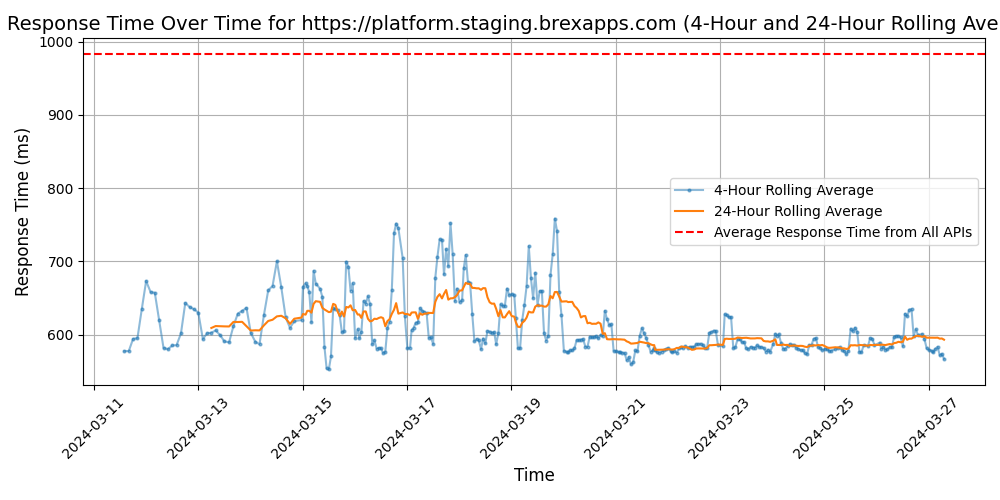 Response Time Over Time for https://platform.staging.brexapps.com (4-Hour and 24-Hour Rolling Ave
1000
900
800
700
600
Response Time (ms)
4-Hour Rolling Average
24-Hour Rolling Average
Average Response Time from All APIs
2024-03-11
2024-03-13
2024-03-15
2024-03-17
2024-03-19
2024-03-21
2024-03-23
2024-03-25
2024-03-27
Time